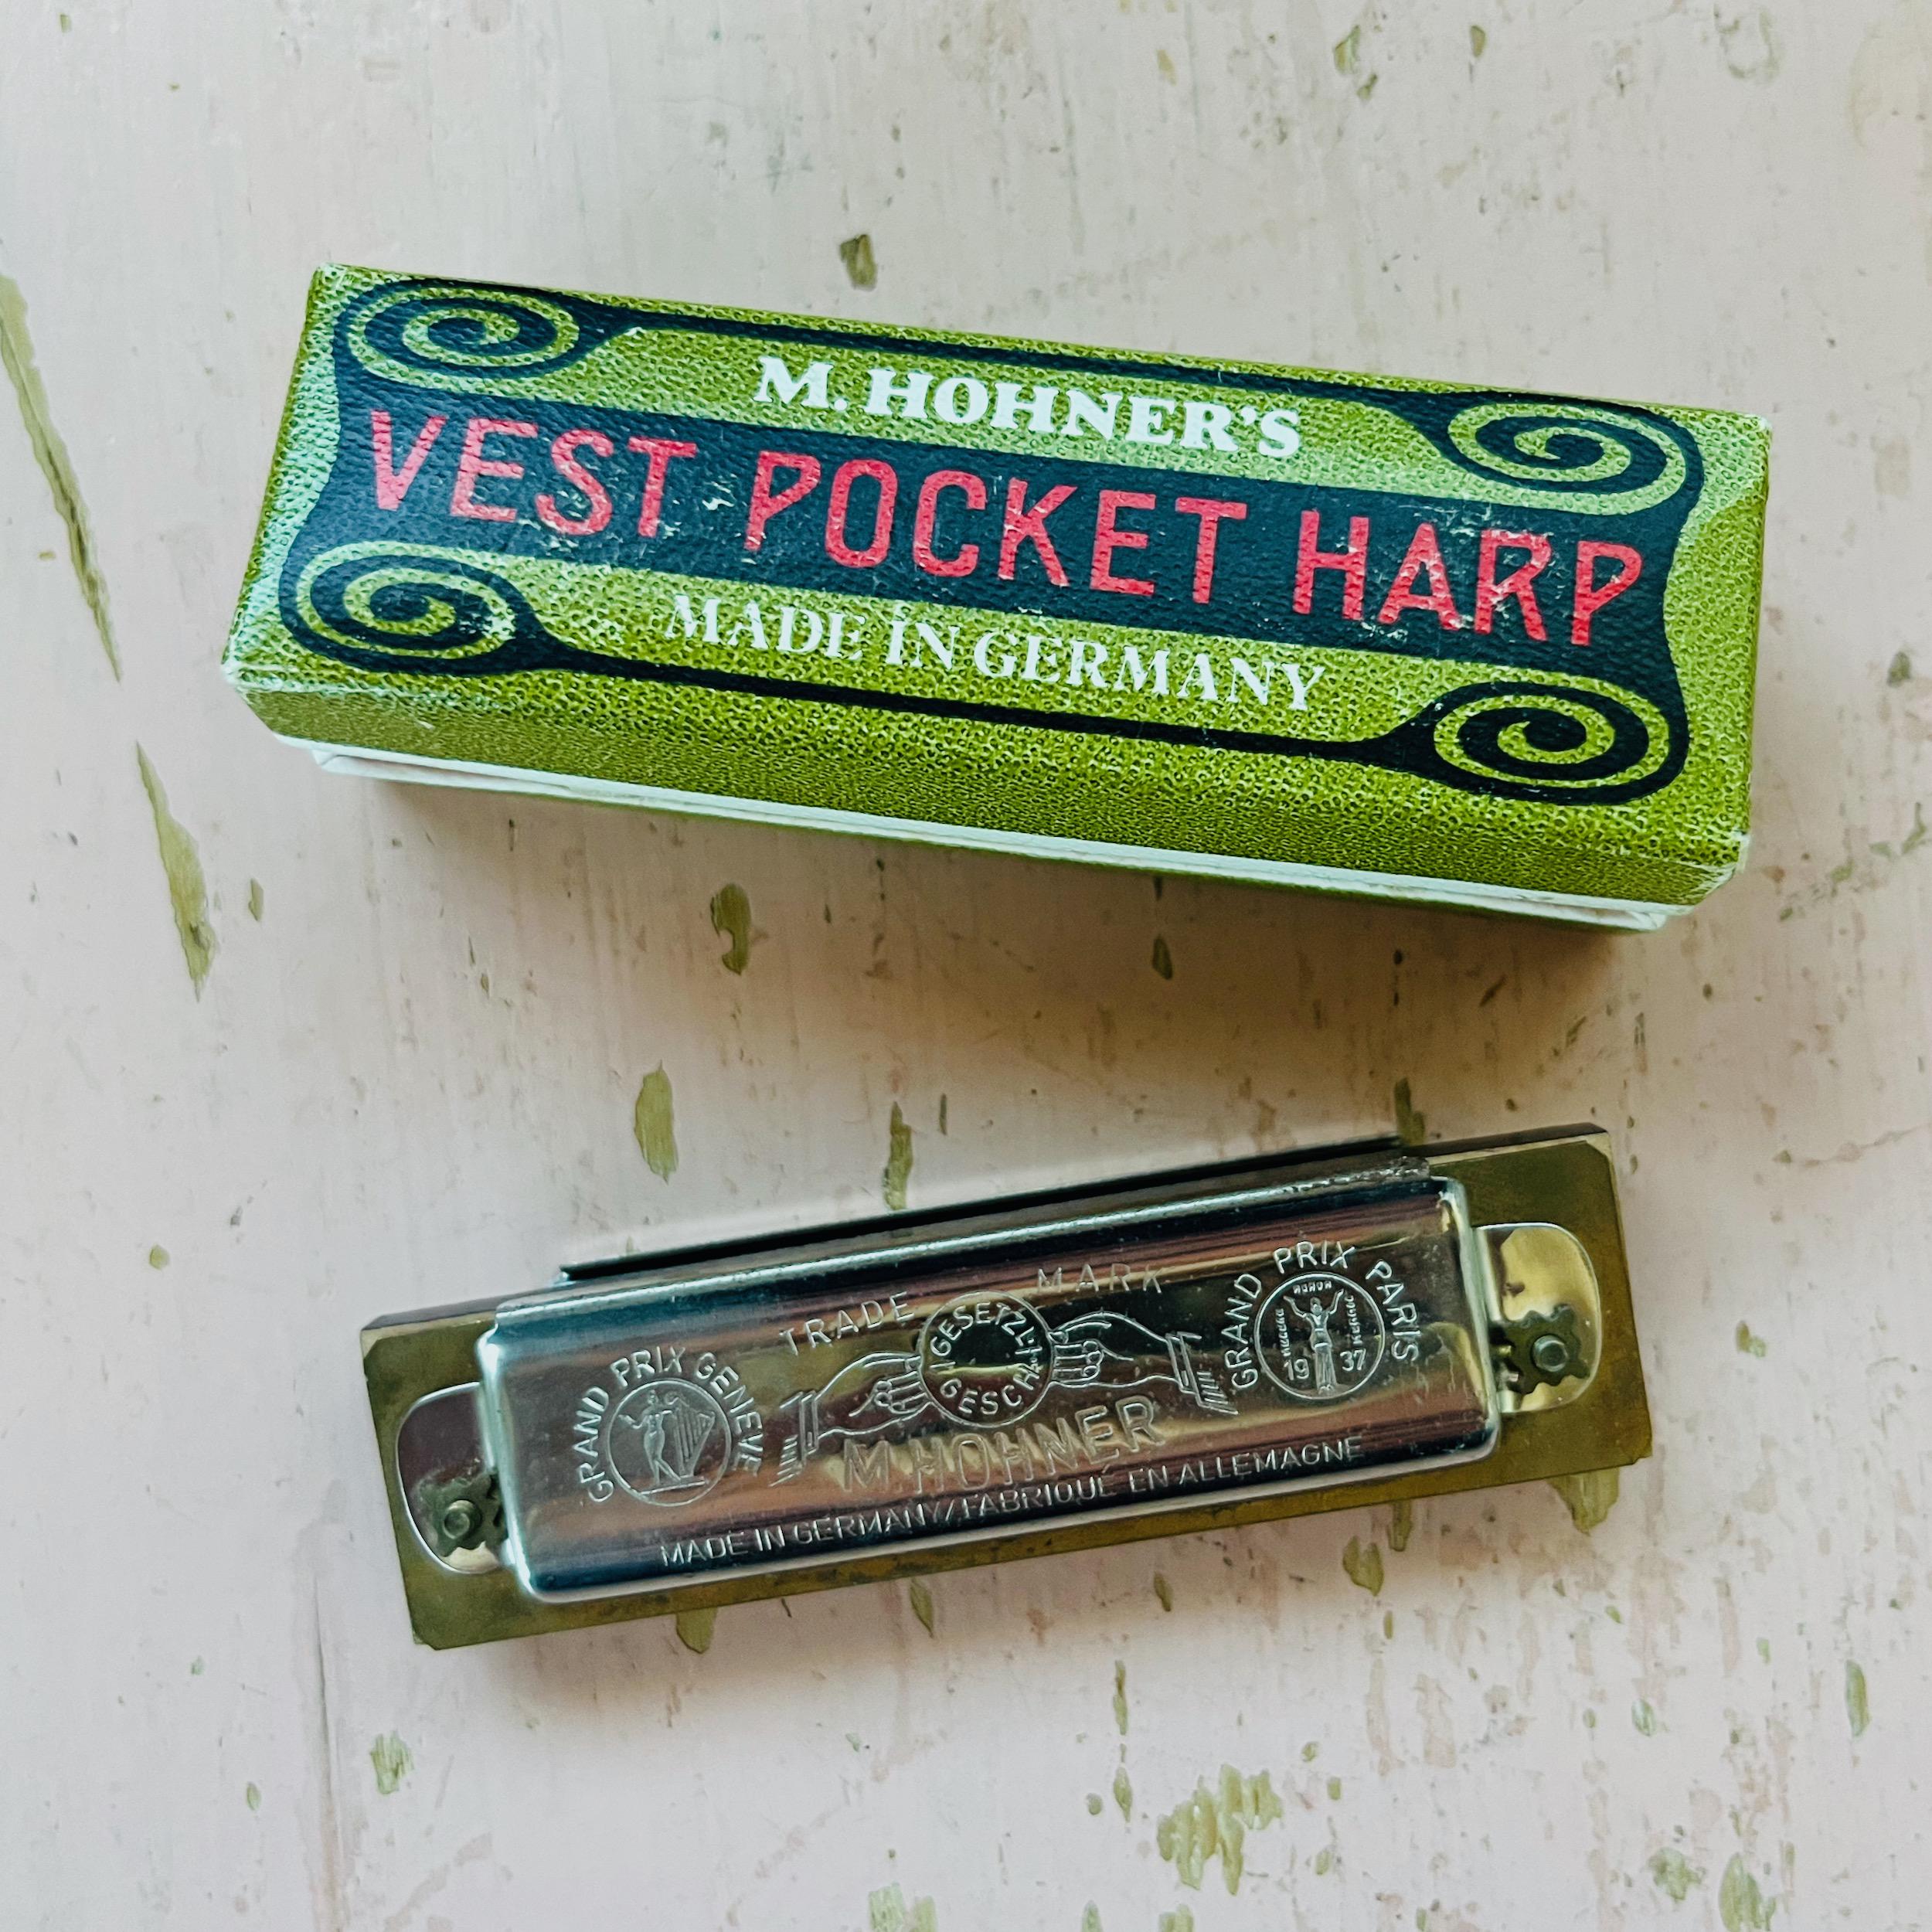 M. HOHNER'S
VEST POCKET HARP
MADE IN GERMANY
TRADE MARK
GRAND PRIX GENEVE
GESETZL.
GESCH.
GRAND PRIX PARIS
19 37
M. HOHNER
MADE IN GERMANY/FABRIQUÉ EN ALLEMAGNE